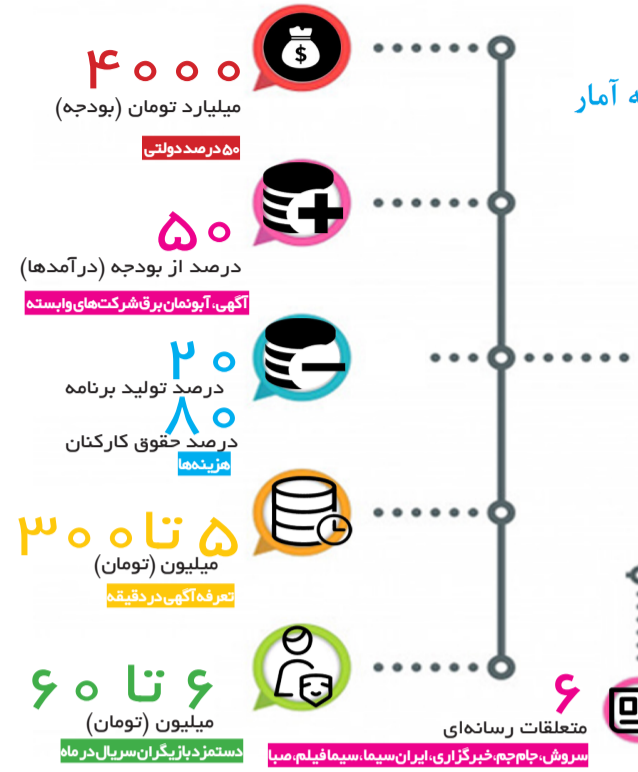 ه آمار
۴۰۰۰
میلیارد تومان (بودجه)
۵۰ درصد دولتی
۵۰
درصد از بودجه (درآمدها)
آگهی، آبونمان برق شرکت‌های وابسته
۲۰
درصد تولید برنامه
۸۰
درصد حقوق کارکنان
هزینه‌ها
۵ تا ۳۰۰
میلیون (تومان)
تعرفه آگهی در دقیقه
۶ تا ۶۰
میلیون (تومان)
دستمزد بازیگران سریال در ماه
۶
متعلقات رسانه‌ای
سروش، جام‌جم، خبرگزاری، ایران‌سیما، سیمافیلم، صبا